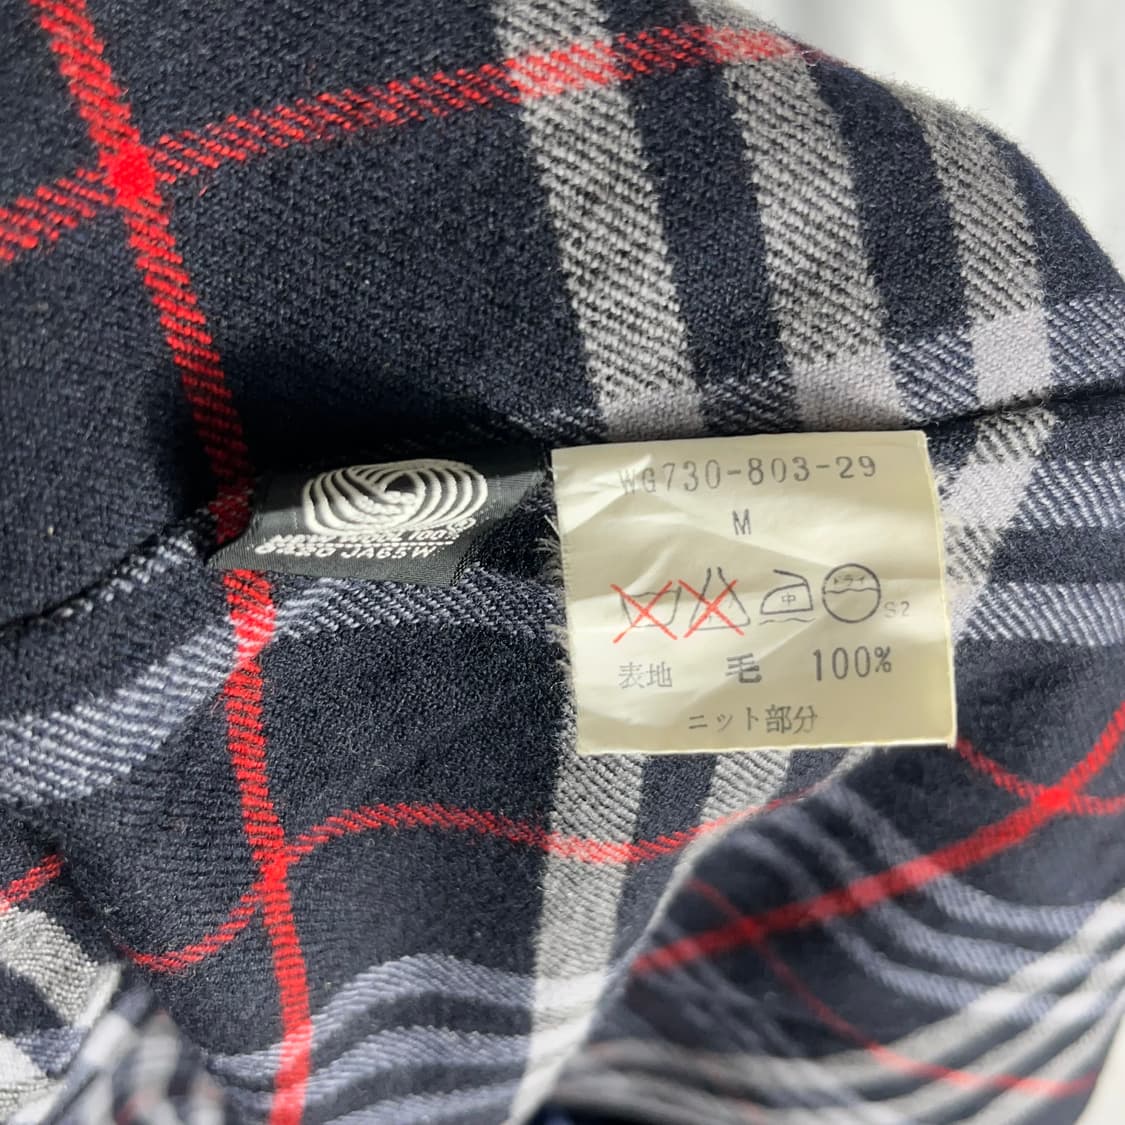 NEW WOOL 100%
JA65W
WG730-803-29
M
中
ドライ
S2
表地 毛 100%
ニット部分